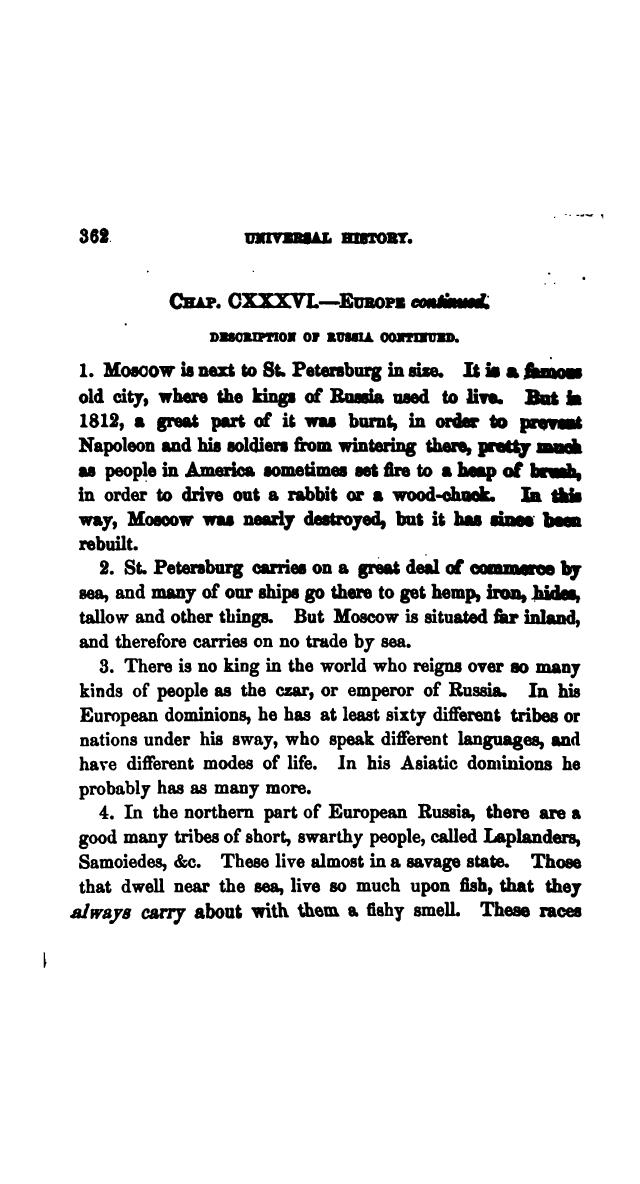 362 UNIVERSAL HISTORY.
CHAP. CXXXVI.—EUROPE continued.
DESCRIPTION OF RUSSIA CONTINUED.
1. Moscow is next to St. Petersburg in size. It is a famous
old city, where the kings of Russia used to live. But in
1812, a great part of it was burnt, in order to prevent
Napoleon and his soldiers from wintering there, pretty much
as people in America sometimes set fire to a heap of brush,
in order to drive out a rabbit or a wood-chuck. In this
way, Moscow was nearly destroyed, but it has since been
rebuilt.
2. St. Petersburg carries on a great deal of commerce by
sea, and many of our ships go there to get hemp, iron, hides,
tallow and other things. But Moscow is situated far inland,
and therefore carries on no trade by sea.
3. There is no king in the world who reigns over so many
kinds of people as the czar, or emperor of Russia. In his
European dominions, he has at least sixty different tribes or
nations under his sway, who speak different languages, and
have different modes of life. In his Asiatic dominions he
probably has as many more.
4. In the northern part of European Russia, there are a
good many tribes of short, swarthy people, called Laplanders,
Samoiedes, &c. These live almost in a savage state. Those
that dwell near the sea, live so much upon fish, that they
always carry about with them a fishy smell. These races